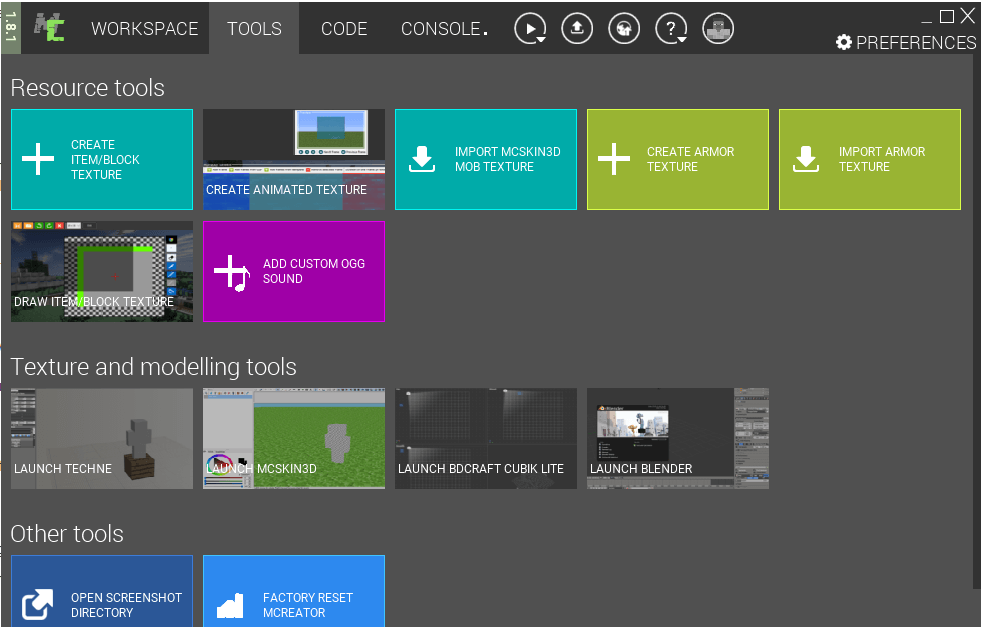 1.8.1
WORKSPACE
TOOLS
CODE
CONSOLE.
?
PREFERENCES
Resource tools
CREATE
ITEM/BLOCK
TEXTURE
CREATE ANIMATED TEXTURE
IMPORT MCSKIN3D
MOB TEXTURE
CREATE ARMOR
TEXTURE
IMPORT ARMOR
TEXTURE
DRAW ITEM/BLOCK TEXTURE
ADD CUSTOM OGG
SOUND
Texture and modelling tools
LAUNCH TECHNE
LAUNCH MCSKIN3D
LAUNCH BDCRAFT CUBIK LITE
blender
LAUNCH BLENDER
Other tools
OPEN SCREENSHOT
DIRECTORY
FACTORY RESET
MCREATOR